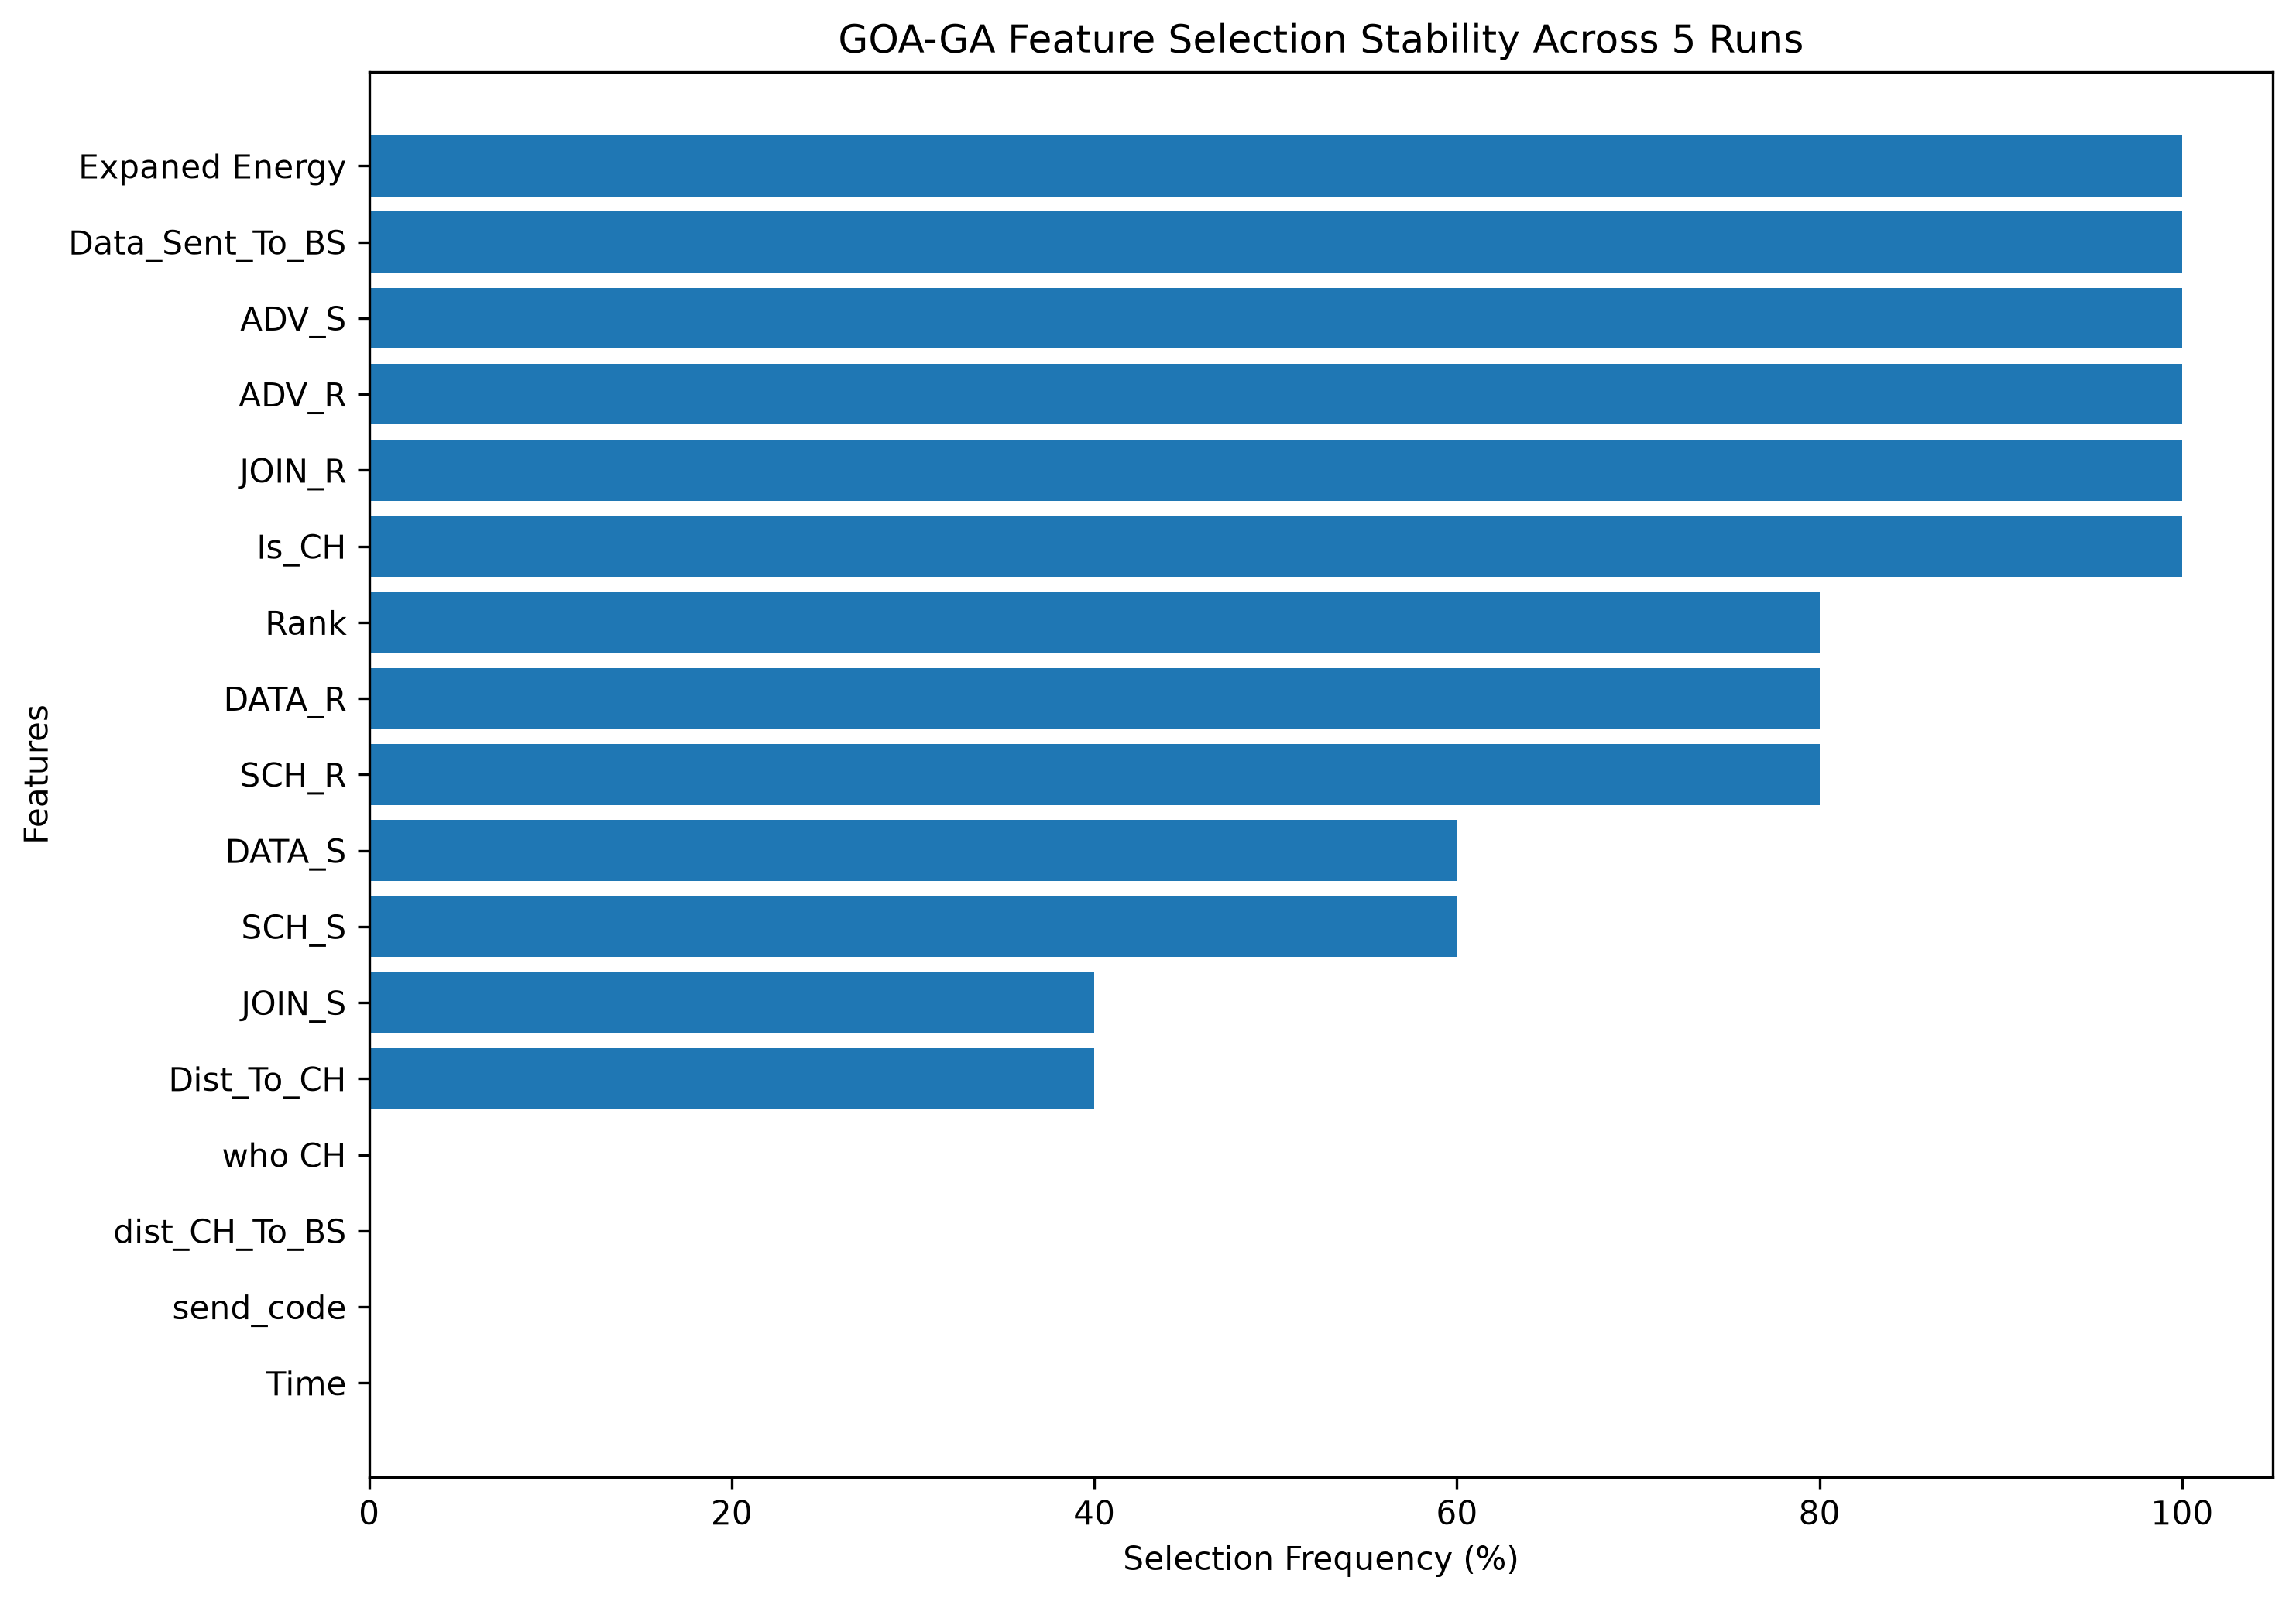 GOA-GA Feature Selection Stability Across 5 Runs
Features
Expaned Energy
Data_Sent_To_BS
ADV_S
ADV_R
JOIN_R
Is_CH
Rank
DATA_R
SCH_R
DATA_S
SCH_S
JOIN_S
Dist_To_CH
who CH
dist_CH_To_BS
send_code
Time
0 20 40 60 80 100
Selection Frequency (%)